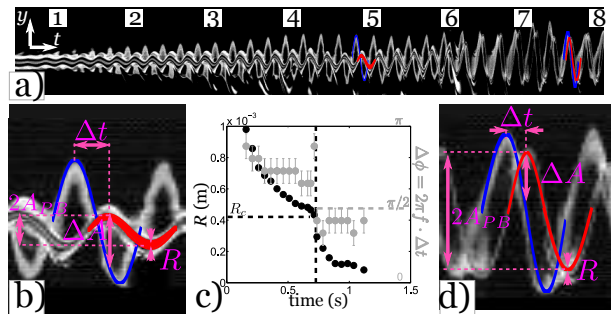 y
t
1 2 3 4 5 6 7 8
Δt
a)
Δt
2A_PB
ΔA
R
b)
x 10⁻³
1
0.8
0.6
0.4
0.2
0
R (m)
R_c
0 0.5 1 1.5
time (s)
π
π/2
0
Δϕ = 2πf · Δt
c)
Δt
ΔA
2A_PB
R
d)